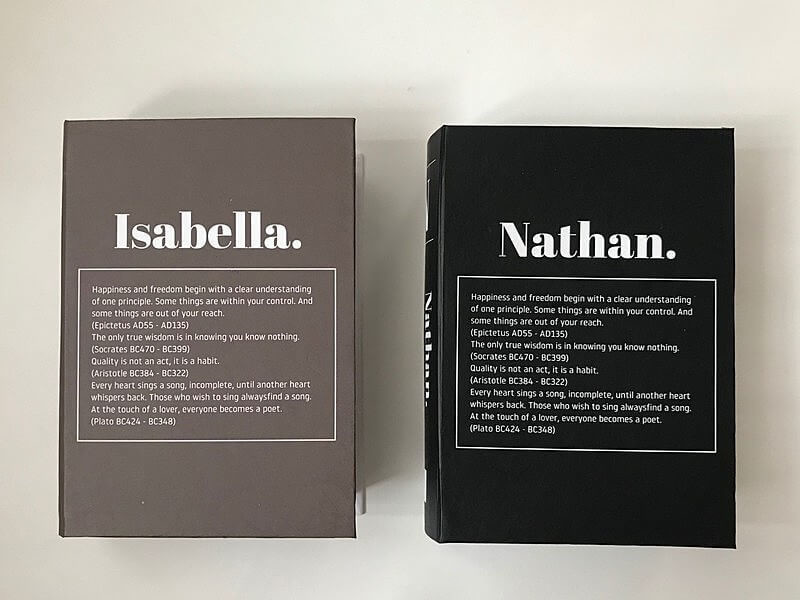 Isabella.
Happiness and freedom begin with a clear understanding
of one principle. Some things are within your control. And
some things are out of your reach.
(Epictetus AD55 - AD135)
The only true wisdom is in knowing you know nothing.
(Socrates BC470 - BC399)
Quality is not an act, it is a habit.
(Aristotle BC384 - BC322)
Every heart sings a song, incomplete, until another heart
whispers back. Those who wish to sing alwaysfind a song.
At the touch of a lover, everyone becomes a poet.
(Plato BC424 - BC348)
Nathan.
Nathan.
Happiness and freedom begin with a clear understanding
of one principle. Some things are within your control. And
some things are out of your reach.
(Epictetus AD55 - AD135)
The only true wisdom is in knowing you know nothing.
(Socrates BC470 - BC399)
Quality is not an act, it is a habit.
(Aristotle BC384 - BC322)
Every heart sings a song, incomplete, until another heart
whispers back. Those who wish to sing alwaysfind a song.
At the touch of a lover, everyone becomes a poet.
(Plato BC424 - BC348)